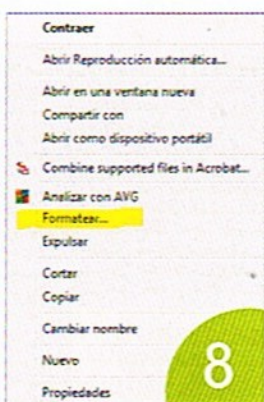 Contraer
Abrir Reproducción automática...
Abrir en una ventana nueva
Compartir con
Abrir como dispositivo portátil
Combine supported files in Acrobat...
Analizar con AVG
Formatear...
Expulsar
Cortar
Copiar
Cambiar nombre
Nuevo
Propiedades
8